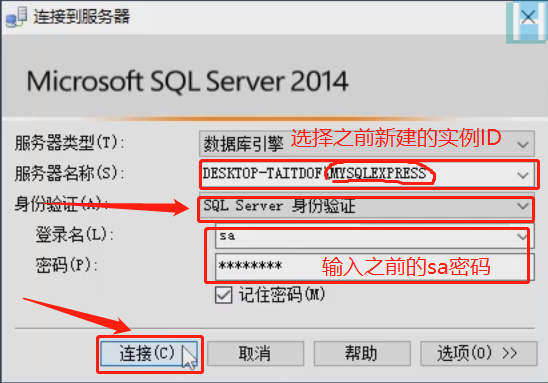 连接到服务器
Microsoft SQL Server 2014
选择之前新建的实例ID
服务器类型(T): 数据库引擎
服务器名称(S): DESKTOP-TAITDOF\MYSQLEXPRESS
身份验证(A): SQL Server 身份验证
登录名(L): sa
密码(P): ******** 输入之前的sa密码
记住密码(M)
连接(C) 取消 帮助 选项(O) >>